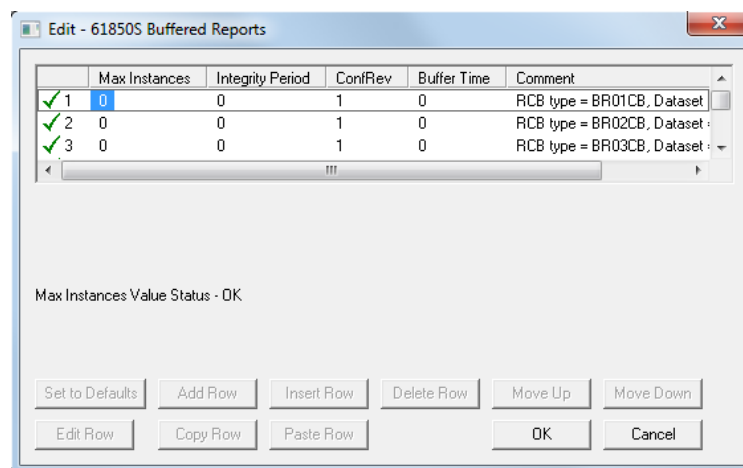 Edit - 61850S Buffered Reports
Max Instances Integrity Period ConfRev Buffer Time Comment
1 0 0 1 0 RCB type = BR01CB, Dataset
2 0 0 1 0 RCB type = BR02CB, Dataset =
3 0 0 1 0 RCB type = BR03CB, Dataset =
Max Instances Value Status - OK
Set to Defaults Add Row Insert Row Delete Row Move Up Move Down
Edit Row Copy Row Paste Row OK Cancel